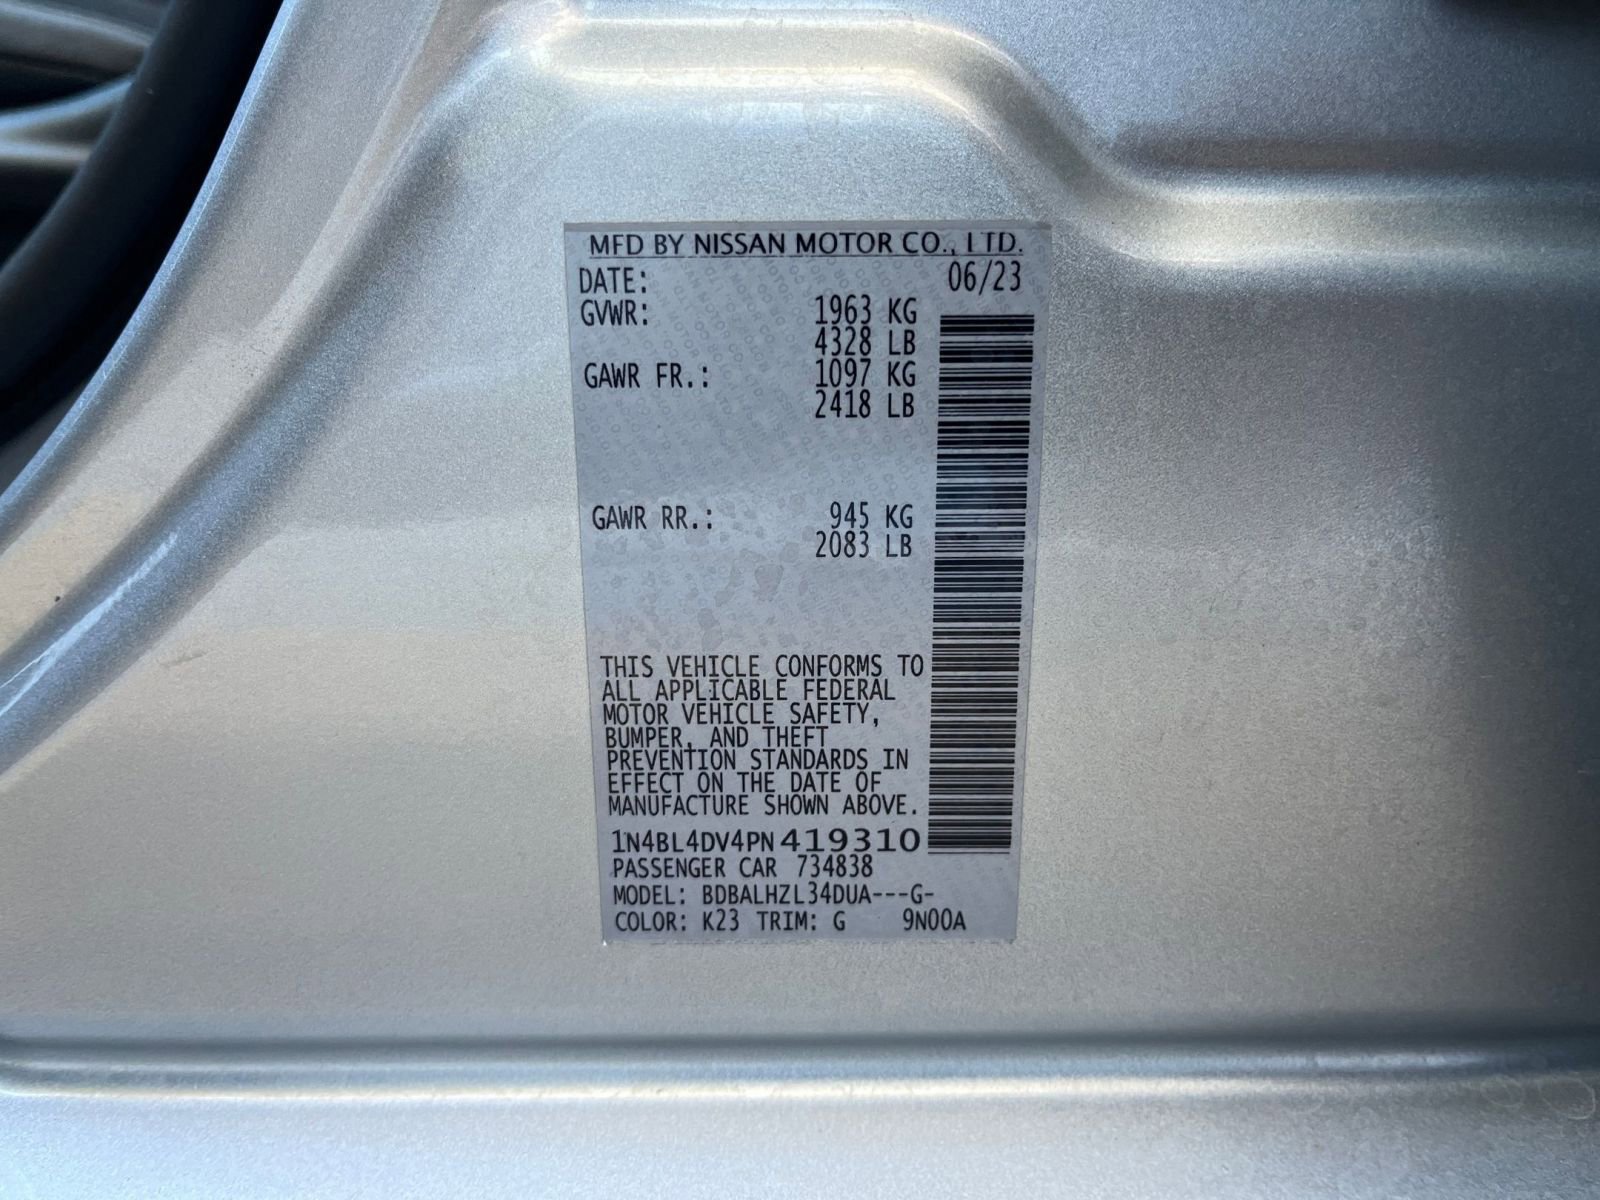 MFD BY NISSAN MOTOR CO., LTD.
DATE: 06/23
GVWR: 1963 KG
4328 LB
GAWR FR.: 1097 KG
2418 LB
GAWR RR.: 945 KG
2083 LB
THIS VEHICLE CONFORMS TO
ALL APPLICABLE FEDERAL
MOTOR VEHICLE SAFETY,
BUMPER, AND THEFT
PREVENTION STANDARDS IN
EFFECT ON THE DATE OF
MANUFACTURE SHOWN ABOVE.
1N4BL4DV4PN419310
PASSENGER CAR 734838
MODEL: BDBALHZL34DUA---G-
COLOR: K23 TRIM: G 9N00A